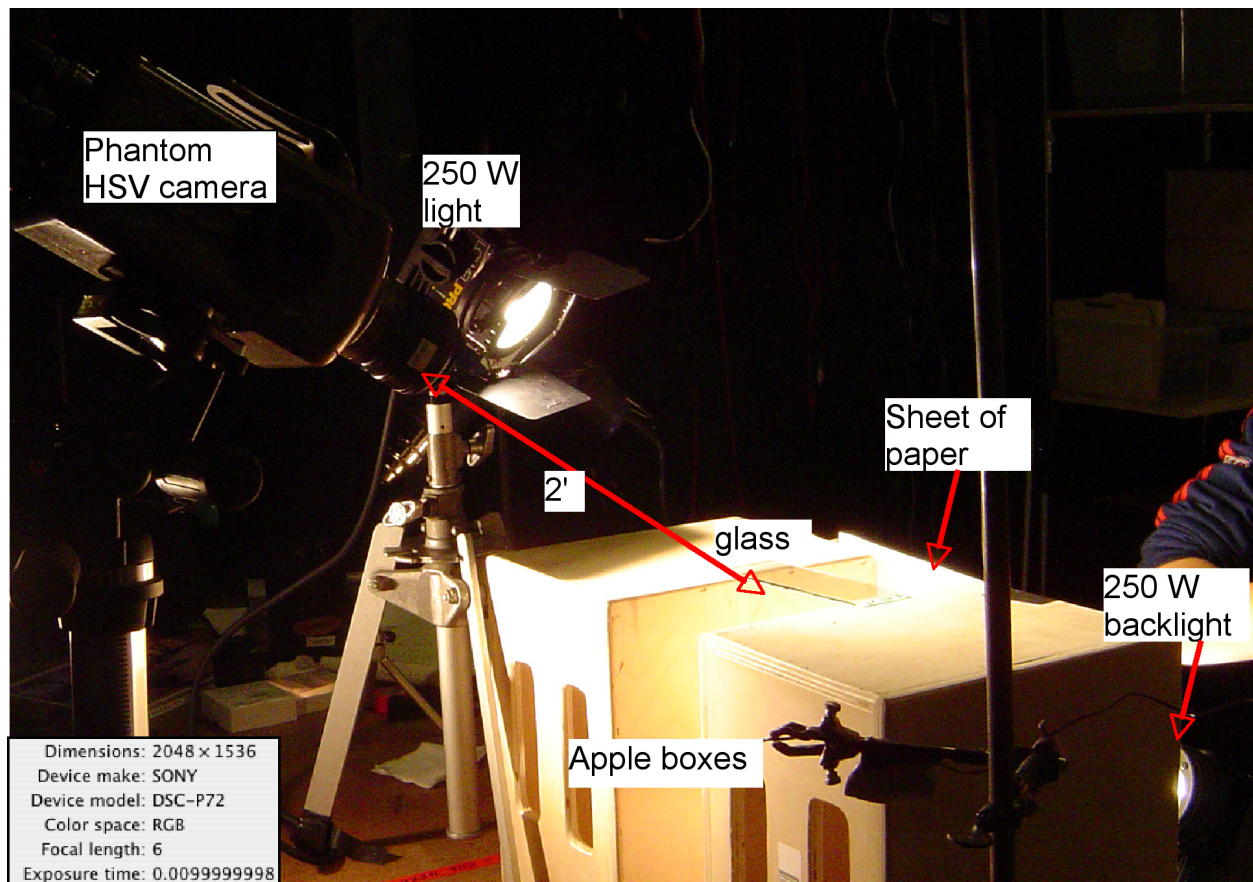 Phantom
HSV camera
250 W
light
2'
Sheet of
paper
glass
250 W
backlight
Apple boxes
Dimensions: 2048 × 1536
Device make: SONY
Device model: DSC-P72
Color space: RGB
Focal length: 6
Exposure time: 0.0099999998